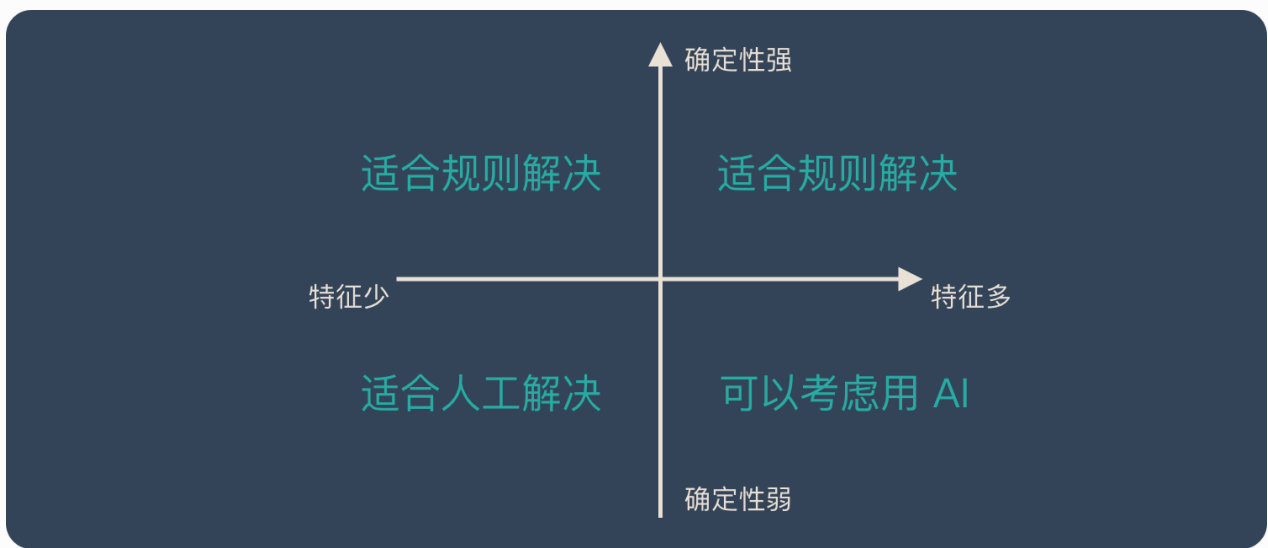 确定性强
适合规则解决
适合规则解决
特征少
特征多
适合人工解决
可以考虑用 AI
确定性弱